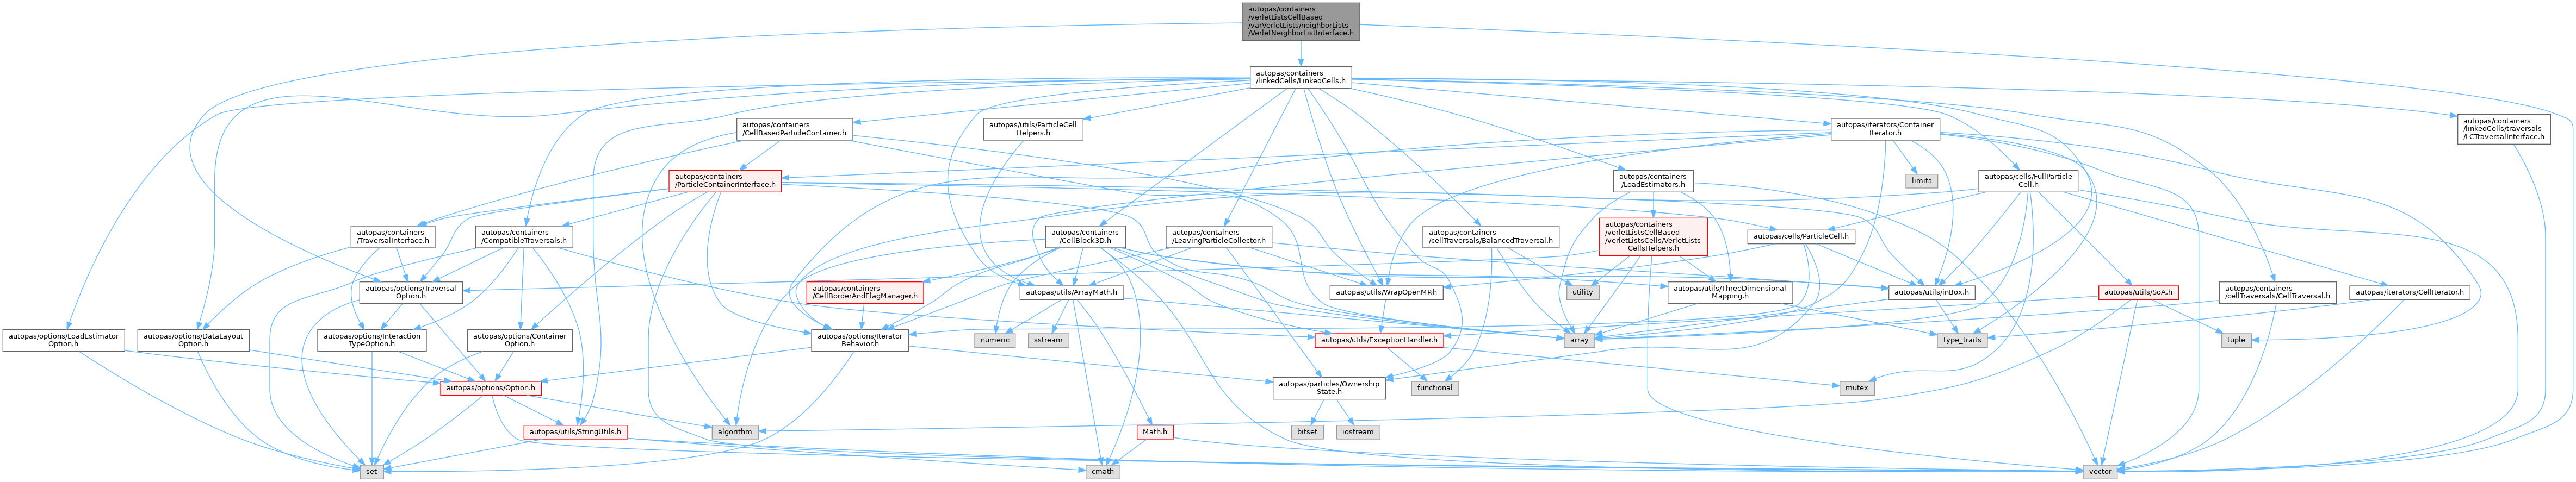 autopas/containers
/verletListsCellBased
/varVerletLists/neighborLists
/VerletNeighborListInterface.h
autopas/containers
/linkedCells/LinkedCells.h
autopas/containers
/CellBasedParticleContainer.h
autopas/utils/ParticleCell
Helpers.h
autopas/iterators/Container
Iterator.h
autopas/containers
/linkedCells/traversals
/LCTraversalInterface.h
autopas/containers
/ParticleContainerInterface.h
autopas/containers
/LoadEstimators.h
limits
autopas/cells/FullParticle
Cell.h
autopas/containers
/TraversalInterface.h
autopas/containers
/CompatibleTraversals.h
autopas/containers
/CellBlock3D.h
autopas/containers
/LeavingParticleCollector.h
autopas/containers
/cellTraversals/BalancedTraversal.h
autopas/containers
/verletListsCellBased
/verletListsCells/VerletLists
CellsHelpers.h
autopas/cells/ParticleCell.h
autopas/options/Traversal
Option.h
autopas/containers
/CellBorderAndFlagManager.h
autopas/utils/ArrayMath.h
autopas/utils/WrapOpenMP.h
utility
autopas/utils/ThreeDimensional
Mapping.h
autopas/utils/inBox.h
autopas/utils/SoA.h
autopas/containers
/cellTraversals/CellTraversal.h
autopas/iterators/CellIterator.h
autopas/options/LoadEstimator
Option.h
autopas/options/DataLayout
Option.h
autopas/options/Interaction
TypeOption.h
autopas/options/Container
Option.h
autopas/options/Iterator
Behavior.h
numeric
sstream
autopas/utils/ExceptionHandler.h
array
type_traits
tuple
autopas/options/Option.h
autopas/particles/Ownership
State.h
functional
mutex
autopas/utils/StringUtils.h
algorithm
Math.h
bitset
iostream
set
cmath
vector